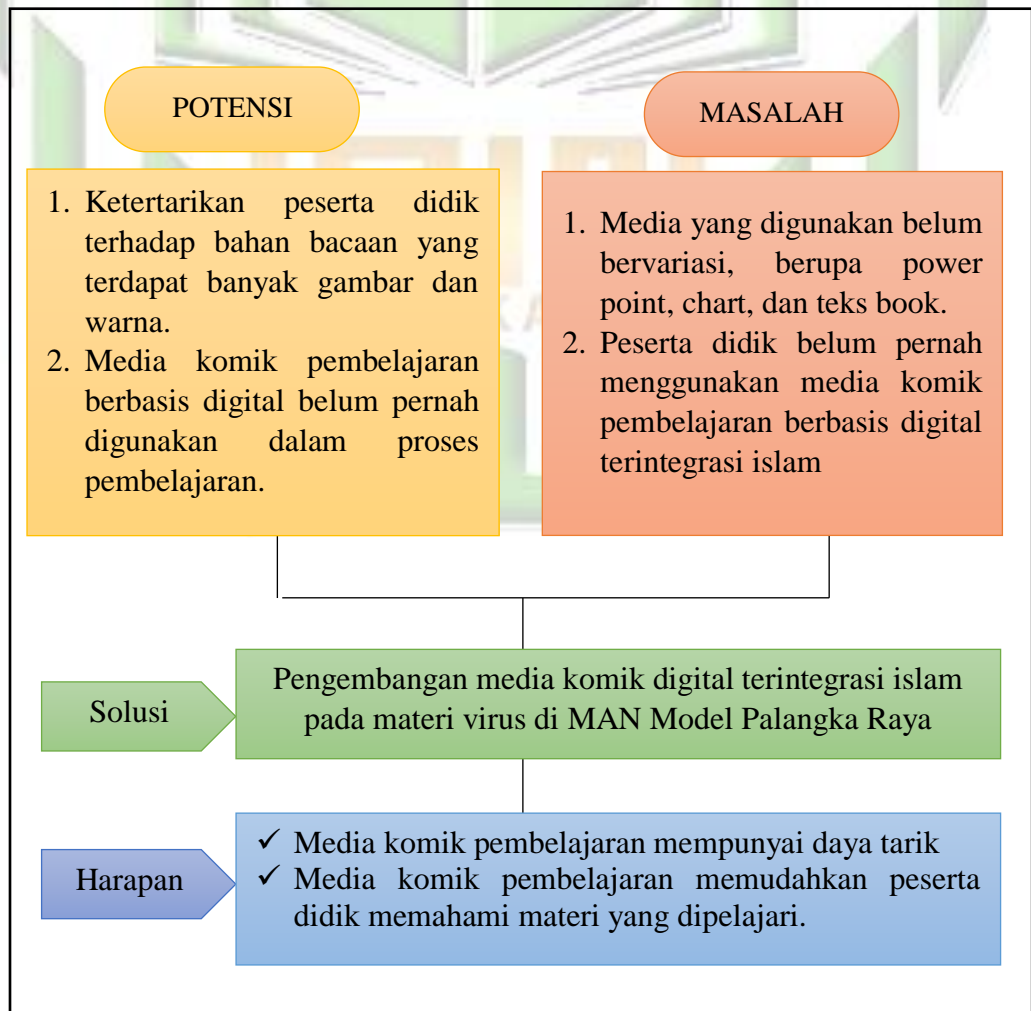 POTENSI
1. Ketertarikan peserta didik
terhadap bahan bacaan yang
terdapat banyak gambar dan
warna.
2. Media komik pembelajaran
berbasis digital belum pernah
digunakan dalam proses
pembelajaran.
MASALAH
1. Media yang digunakan belum
bervariasi, berupa power
point, chart, dan teks book.
2. Peserta didik belum pernah
menggunakan media komik
pembelajaran berbasis digital
terintegrasi islam
Solusi
Pengembangan media komik digital terintegrasi islam
pada materi virus di MAN Model Palangka Raya
Harapan
✓ Media komik pembelajaran mempunyai daya tarik
✓ Media komik pembelajaran memudahkan peserta
didik memahami materi yang dipelajari.